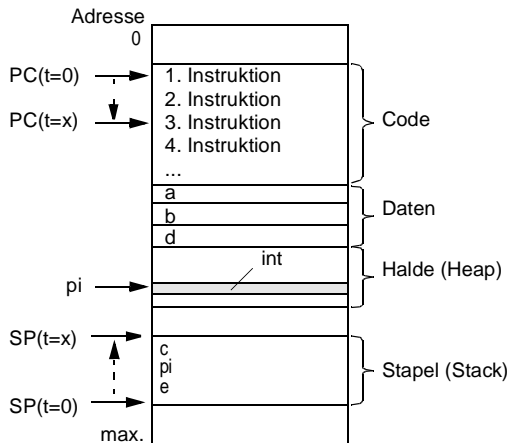 Adresse
0
PC(t=0)
1. Instruktion
2. Instruktion
PC(t=x)
3. Instruktion
Code
4. Instruktion
...
a
b
Daten
d
int
Halde (Heap)
pi
SP(t=x)
c
pi
Stapel (Stack)
e
SP(t=0)
max.